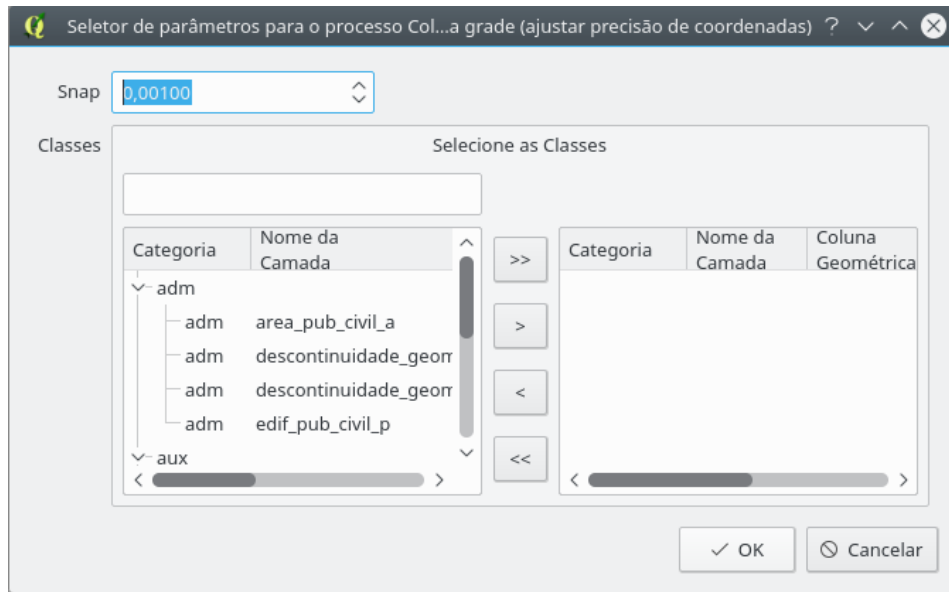 Seletor de parâmetros para o processo Col...a grade (ajustar precisão de coordenadas)
Snap 0,00100
Classes
Selecione as Classes
Categoria Nome da Camada
adm
adm area_pub_civil_a
adm descontinuidade_geom
adm descontinuidade_geom
adm edif_pub_civil_p
aux
>>
>
<
<<
Categoria Nome da Camada Coluna Geométrica
OK Cancelar